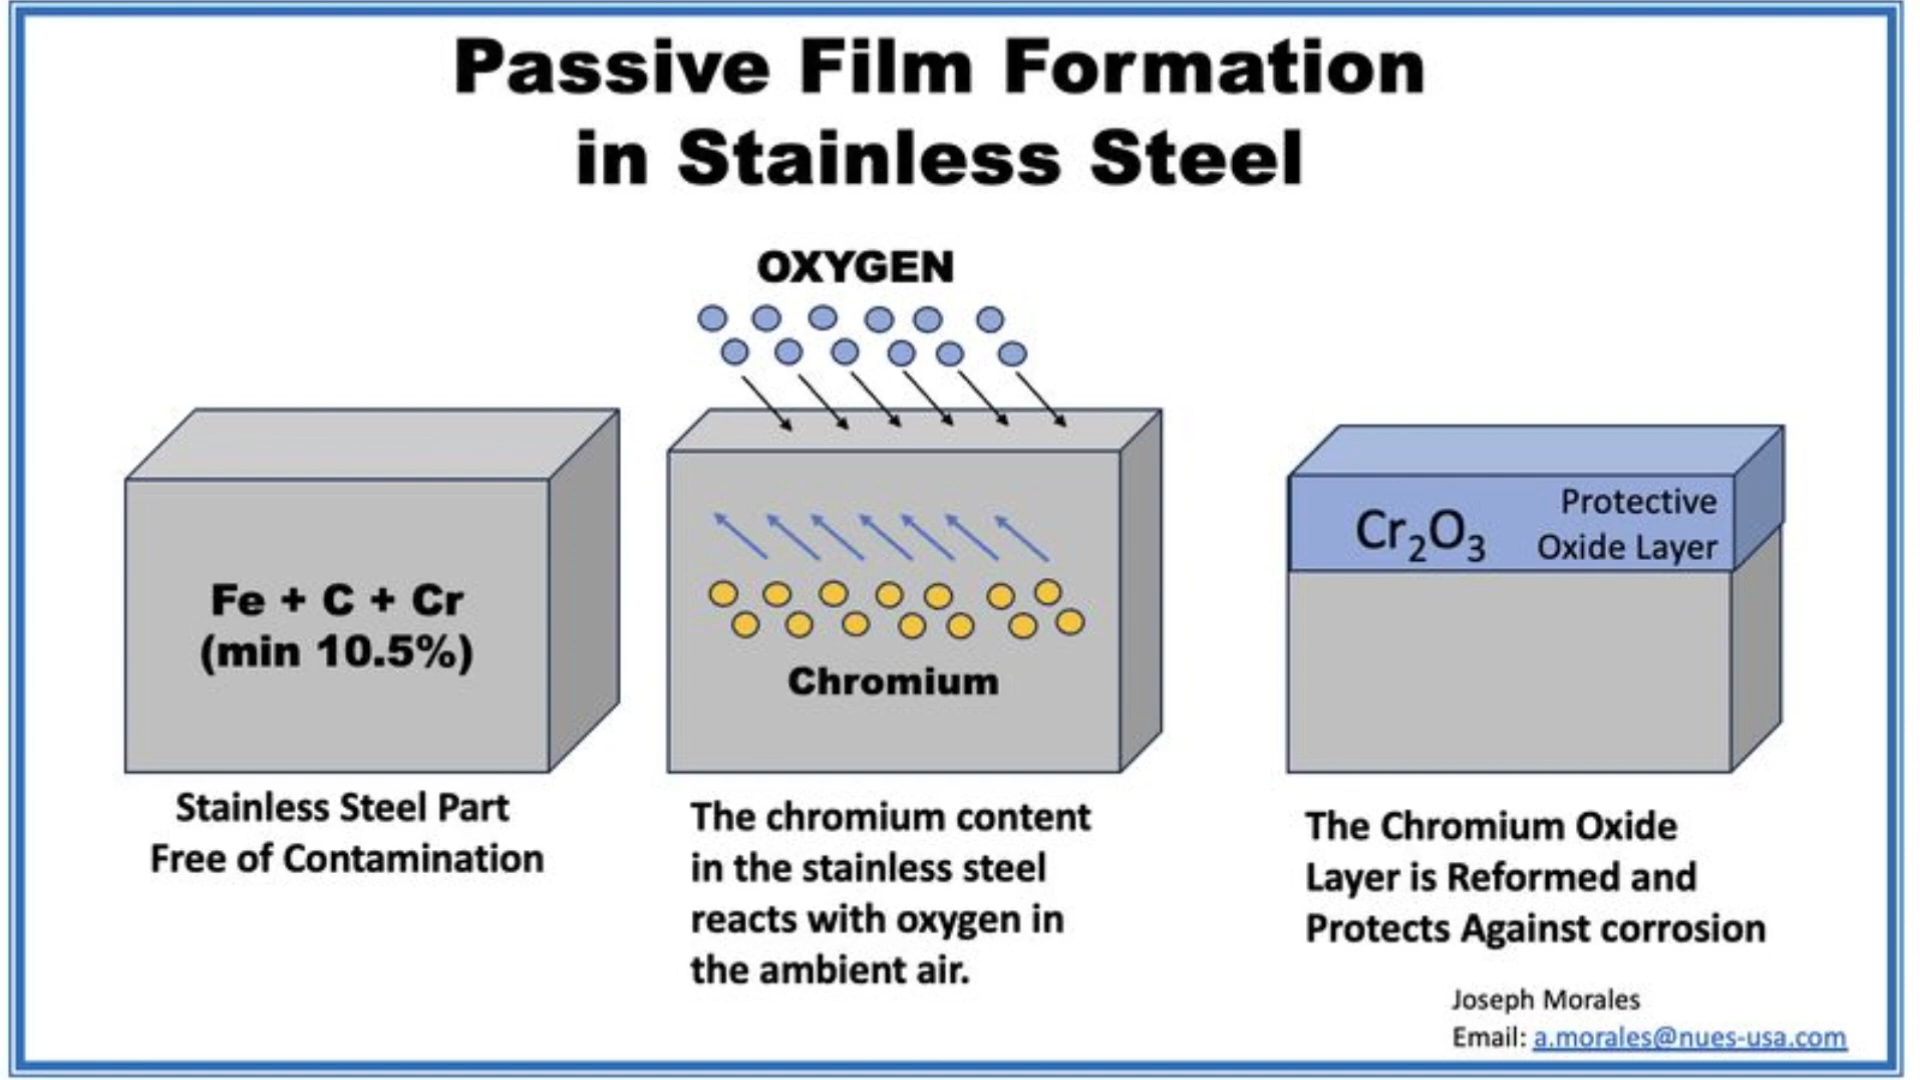 Passive Film Formation
in Stainless Steel
OXYGEN
Fe + C + Cr
(min 10.5%)
Stainless Steel Part
Free of Contamination
Chromium
The chromium content
in the stainless steel
reacts with oxygen in
the ambient air.
Cr₂O₃
Protective
Oxide Layer
The Chromium Oxide
Layer is Reformed and
Protects Against corrosion
Joseph Morales
Email: a.morales@nues-usa.com